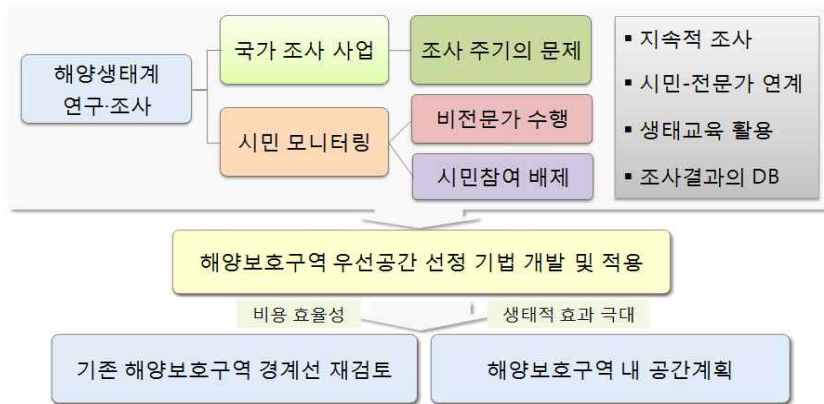 해양생태계
연구·조사
국가 조사 사업
조사 주기의 문제
시민 모니터링
비전문가 수행
시민참여 배제
▪ 지속적 조사
▪ 시민-전문가 연계
▪ 생태교육 활용
▪ 조사결과의 DB
해양보호구역 우선공간 선정 기법 개발 및 적용
비용 효율성
생태적 효과 극대
기존 해양보호구역 경계선 재검토
해양보호구역 내 공간계획